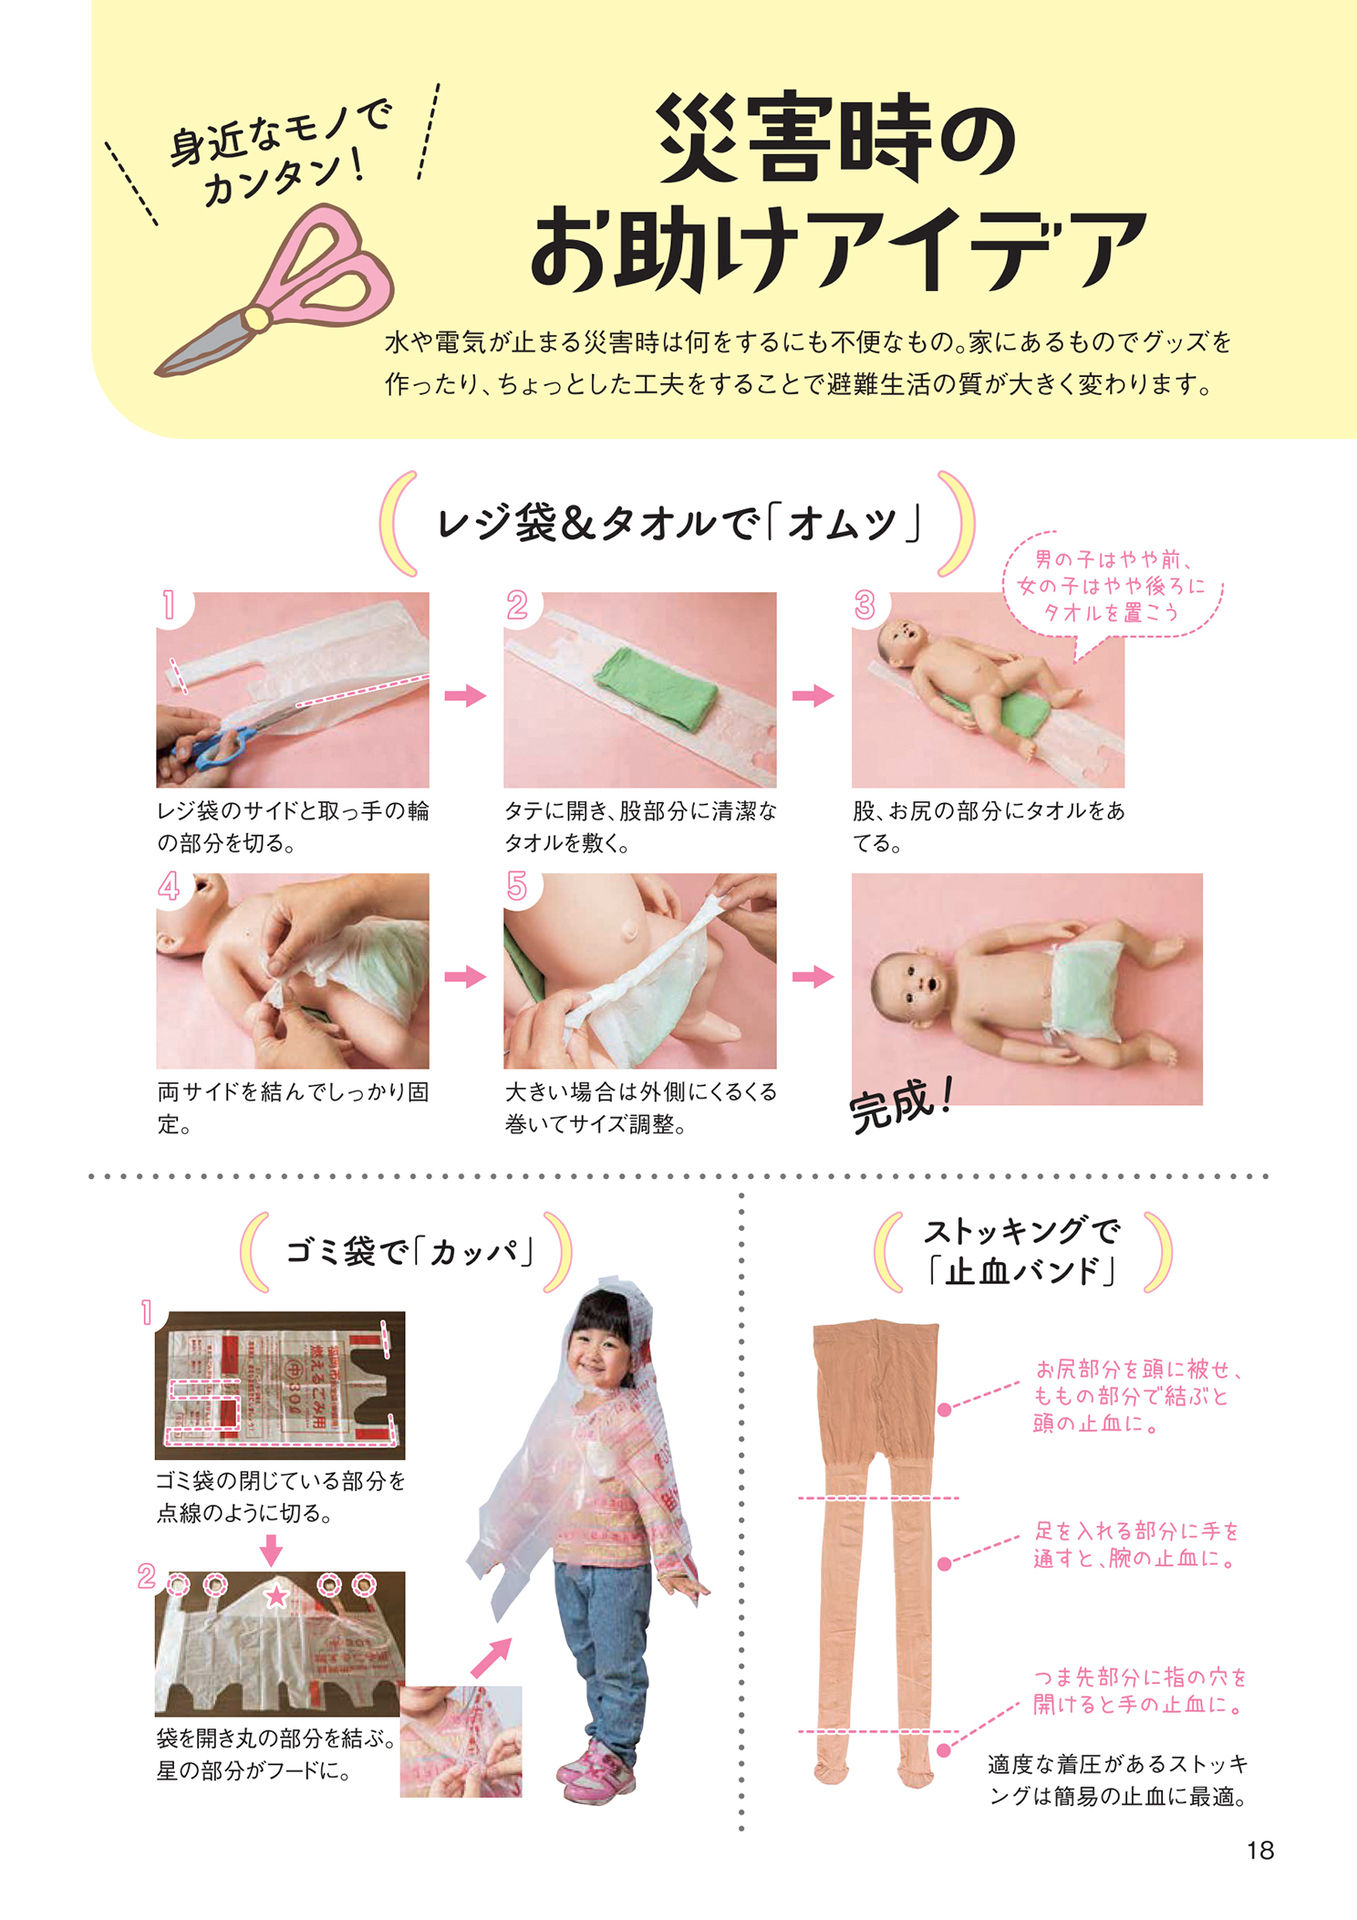 身近なモノで
カンタン！
災害時の
お助けアイデア
水や電気が止まる災害時は何をするにも不便なもの。家にあるものでグッズを
作ったり、ちょっとした工夫をすることで避難生活の質が大きく変わります。
レジ袋&タオルで「オムツ」
男の子はやや前、
女の子はやや後ろに
タオルを置こう
1
レジ袋のサイドと取っ手の輪
の部分を切る。
2
タテに開き、股部分に清潔な
タオルを敷く。
3
股、お尻の部分にタオルをあ
てる。
4
両サイドを結んでしっかり固
定。
5
大きい場合は外側にくるくる
巻いてサイズ調整。
完成！
ゴミ袋で「カッパ」
1
燃えるごみ用
中30ℓ
ゴミ袋の閉じている部分を
点線のように切る。
2
袋を開き丸の部分を結ぶ。
星の部分がフードに。
ストッキングで
「止血バンド」
お尻部分を頭に被せ、
ももの部分で結ぶと
頭の止血に。
足を入れる部分に手を
通すと、腕の止血に。
つま先部分に指の穴を
開けると手の止血に。
適度な着圧があるストッキ
ングは簡易の止血に最適。
18